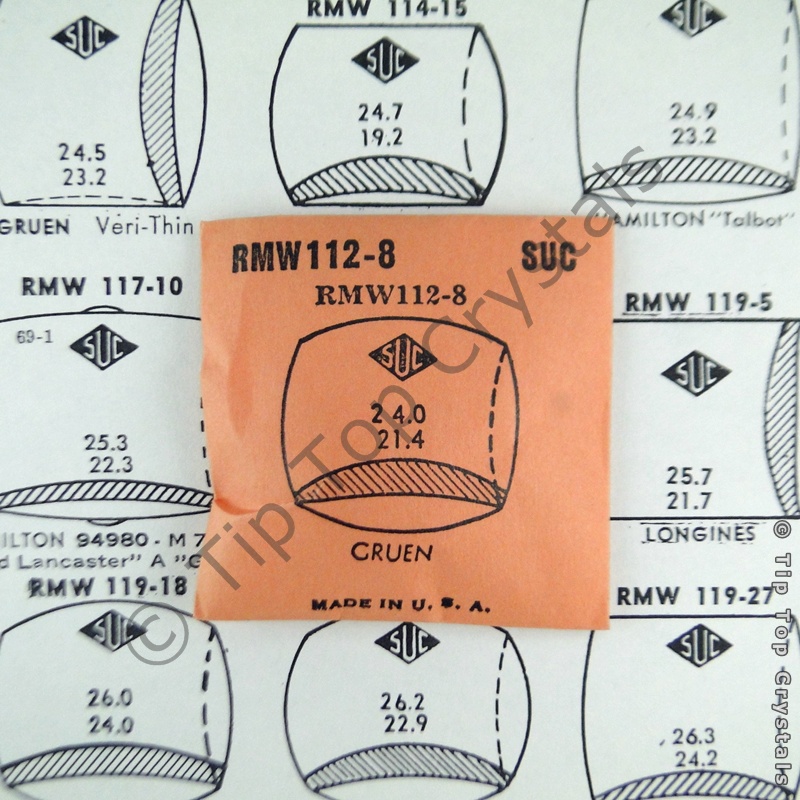 SUC
24.5
23.2
GRUEN Veri-Thin
RMW 114-15
SUC
24.7
19.2
SUC
24.9
23.2
AMILTON "Talbot"
RMW112-8 SUC
RMW112-8
SUC
24.0
21.4
GRUEN
MADE IN U. S. A.
RMW 117-10
69-1
SUC
25.3
22.3
ILTON 94980 - M 7
d Lancaster" A "G
RMW 119-5
SUC
25.7
21.7
LONGINES
RMW 119-18
SUC
26.0
24.0
SUC
26.2
22.9
RMW 119-27
SUC
26.3
24.2
© Tip Top Crystals
© Tip Top Crystals